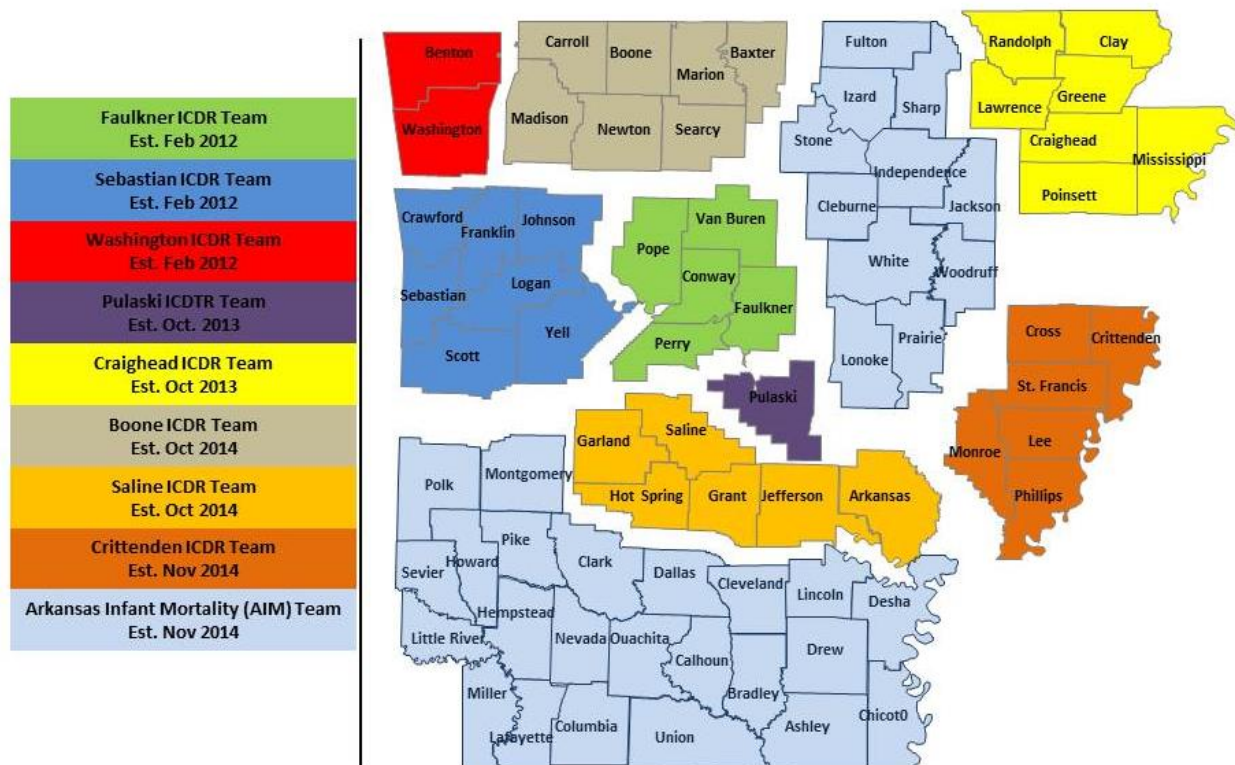 Faulkner ICDR Team
Est. Feb 2012
Sebastian ICDR Team
Est. Feb 2012
Washington ICDR Team
Est. Feb 2012
Pulaski ICDTR Team
Est. Oct. 2013
Craighead ICDR Team
Est. Oct 2013
Boone ICDR Team
Est. Oct 2014
Saline ICDR Team
Est. Oct 2014
Crittenden ICDR Team
Est. Nov 2014
Arkansas Infant Mortality (AIM) Team
Est. Nov 2014
Benton
Washington
Carroll
Boone
Marion
Baxter
Madison
Newton
Searcy
Fulton
Izard
Sharp
Stone
Independence
Cleburne
Jackson
White
Woodruff
Prairie
Lonoke
Randolph
Clay
Lawrence
Greene
Craighead
Mississippi
Poinsett
Crawford
Franklin
Johnson
Sebastian
Logan
Scott
Yell
Van Buren
Pope
Conway
Faulkner
Perry
Pulaski
Cross
Crittenden
St. Francis
Monroe
Lee
Phillips
Garland
Saline
Hot Spring
Grant
Jefferson
Arkansas
Polk
Montgomery
Pike
Howard
Sevier
Clark
Dallas
Cleveland
Lincoln
Desha
Hempstead
Little River
Nevada
Ouachita
Calhoun
Drew
Bradley
Miller
Lafayette
Columbia
Union
Ashley
Chicot0